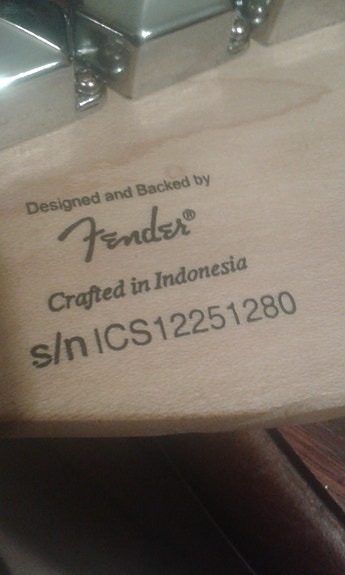 Designed and Backed by
Fender®
Crafted in Indonesia
s/n ICS12251280